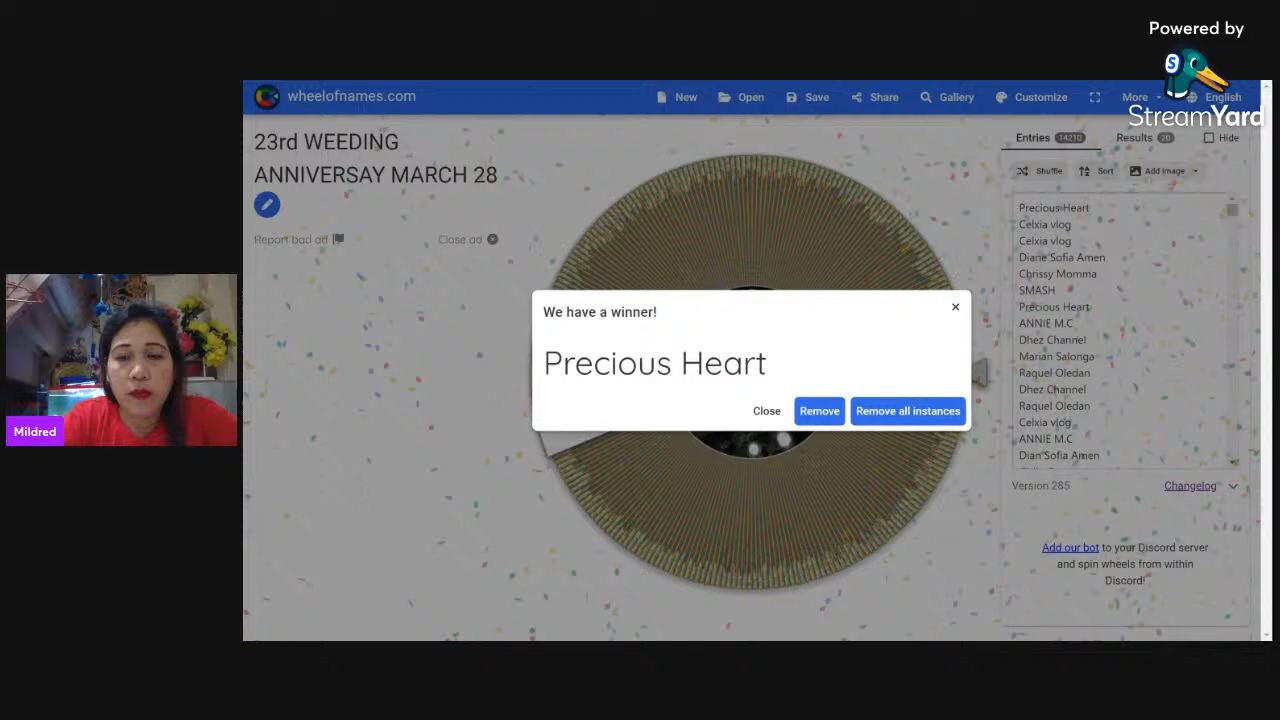 Powered by
StreamYard
wheelofnames.com
New
Open
Save
Share
Gallery
Customize
More
English
23rd WEEDING
ANNIVERSAY MARCH 28
Report bad ad
Close ad
Entries 14210
Results 20
Hide
Shuffle
Sort
Add image
Precious Heart
Celxia vlog
Celxia vlog
Diane Sofia Amen
Chrissy Momma
SMASH
Precious Heart
ANNIE M.C
Dhez Channel
Marian Salonga
Raquel Oledan
Dhez Channel
Raquel Oledan
Celxia vlog
ANNIE M.C
Dian Sofia Amen
We have a winner!
Precious Heart
Close
Remove
Remove all instances
Version 285
Changelog
Add our bot to your Discord server
and spin wheels from within
Discord!
Mildred